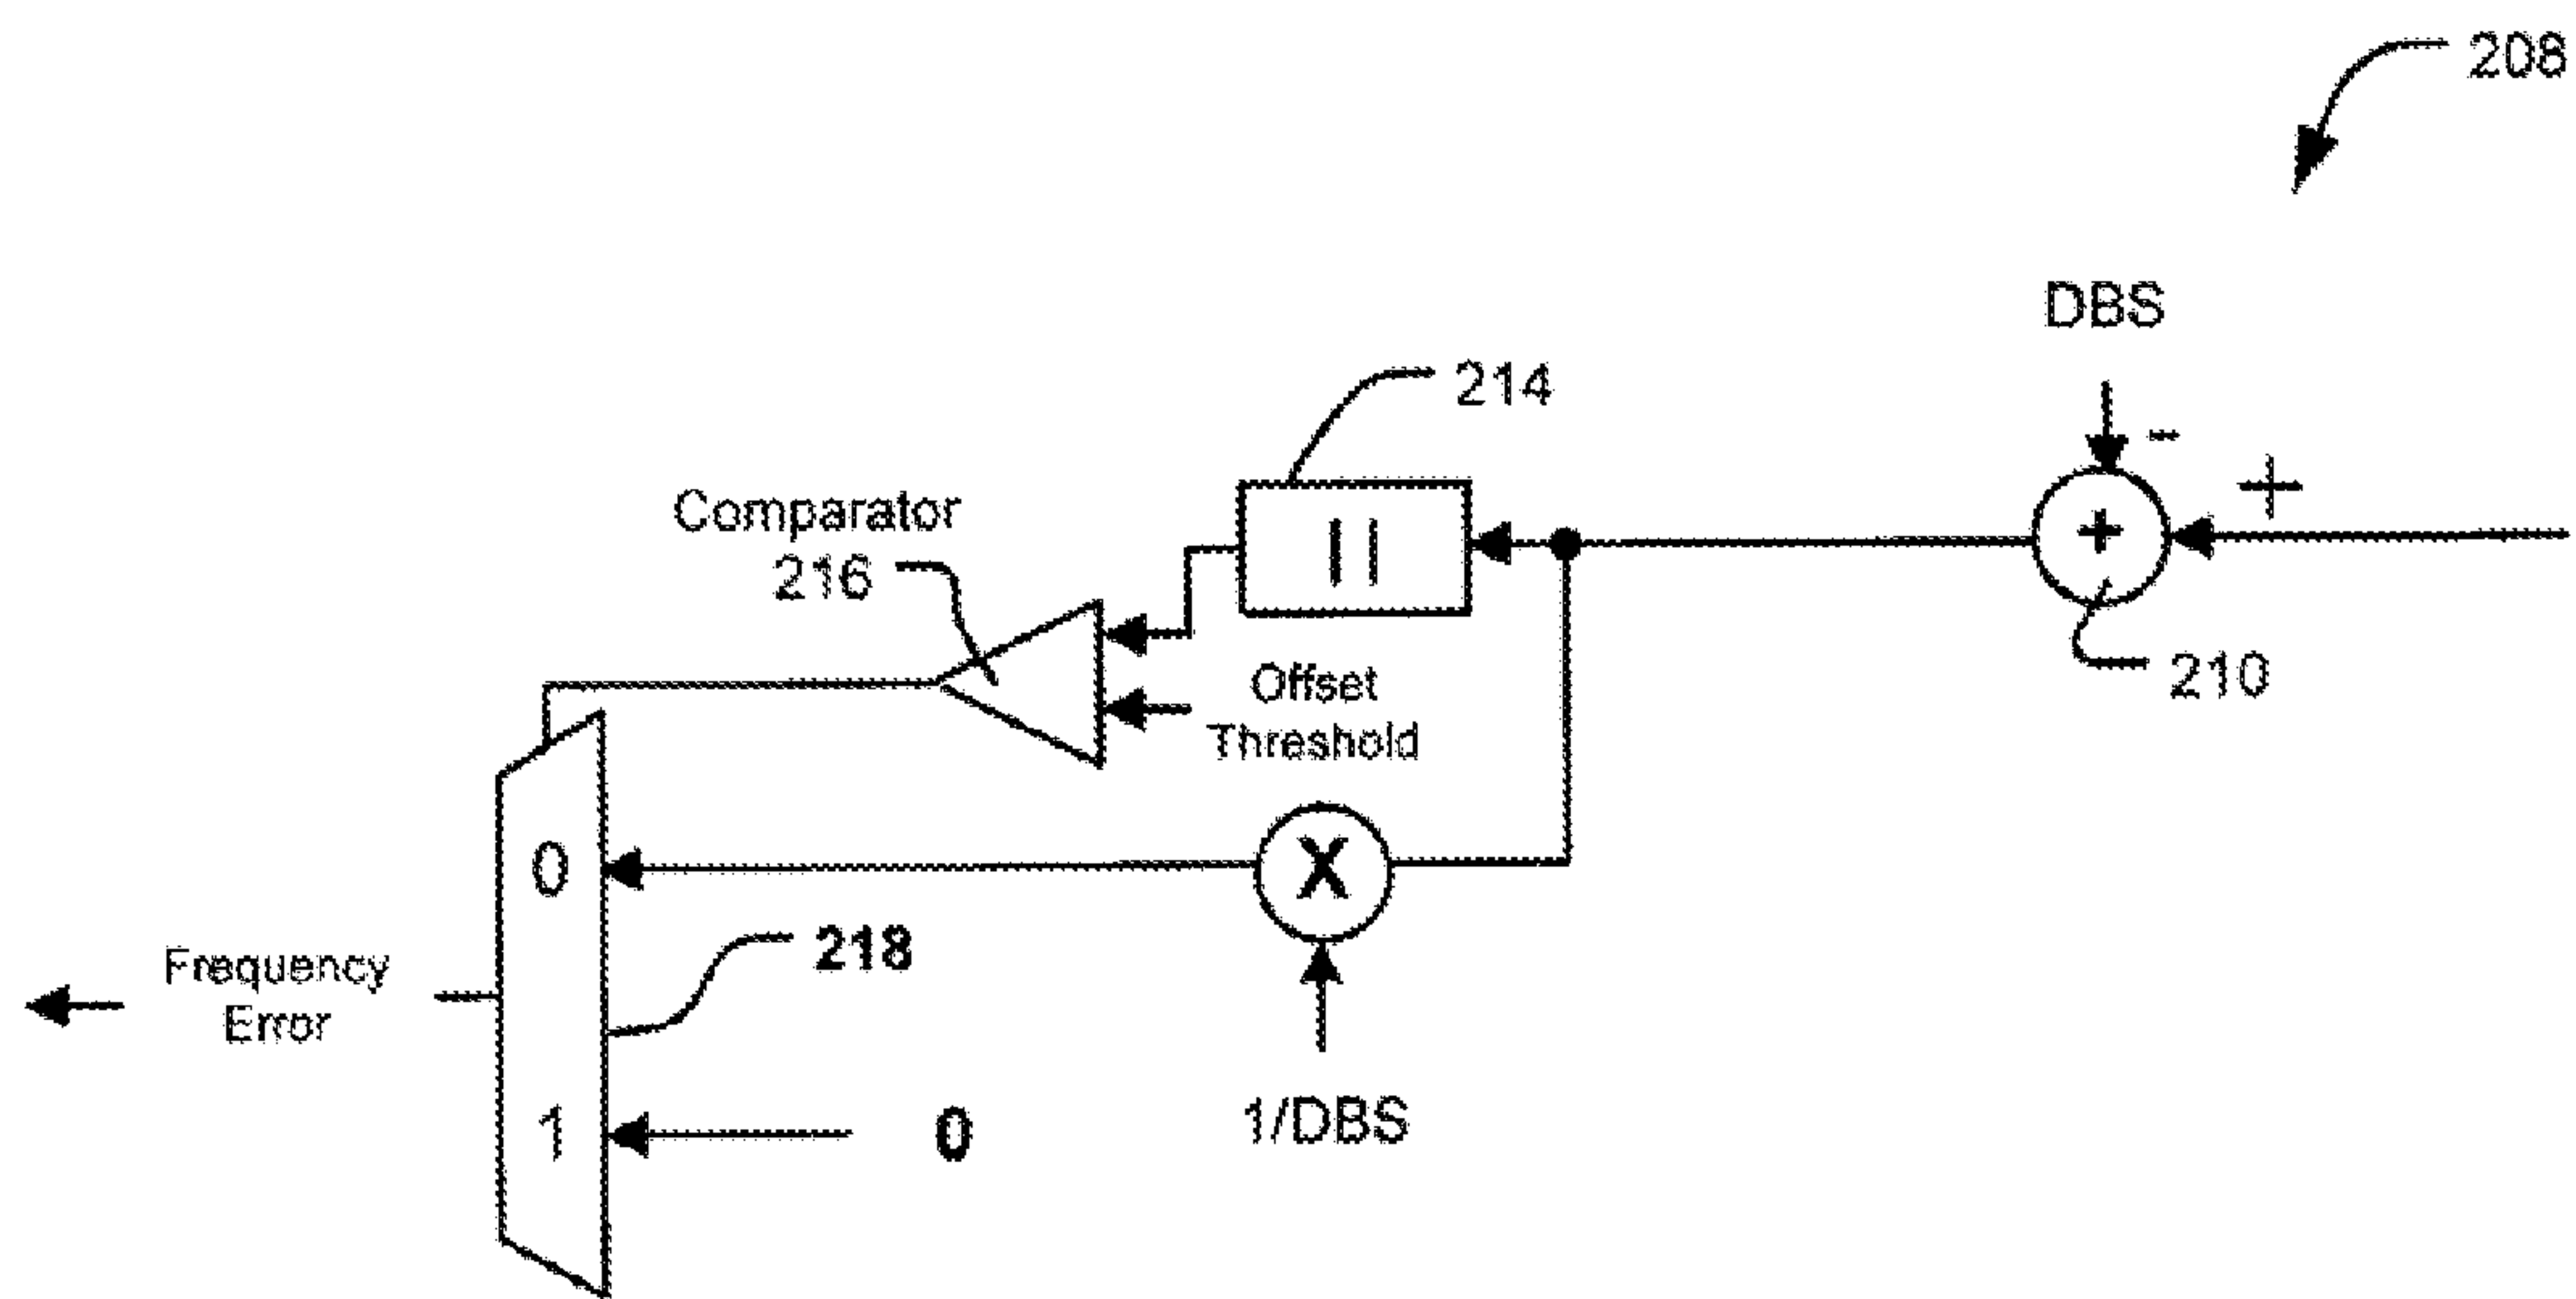 208
DBS
-
+
+
210
214
||
Comparator
216
Offset
Threshold
0
X
218
Frequency
Error
1
0
1/DBS